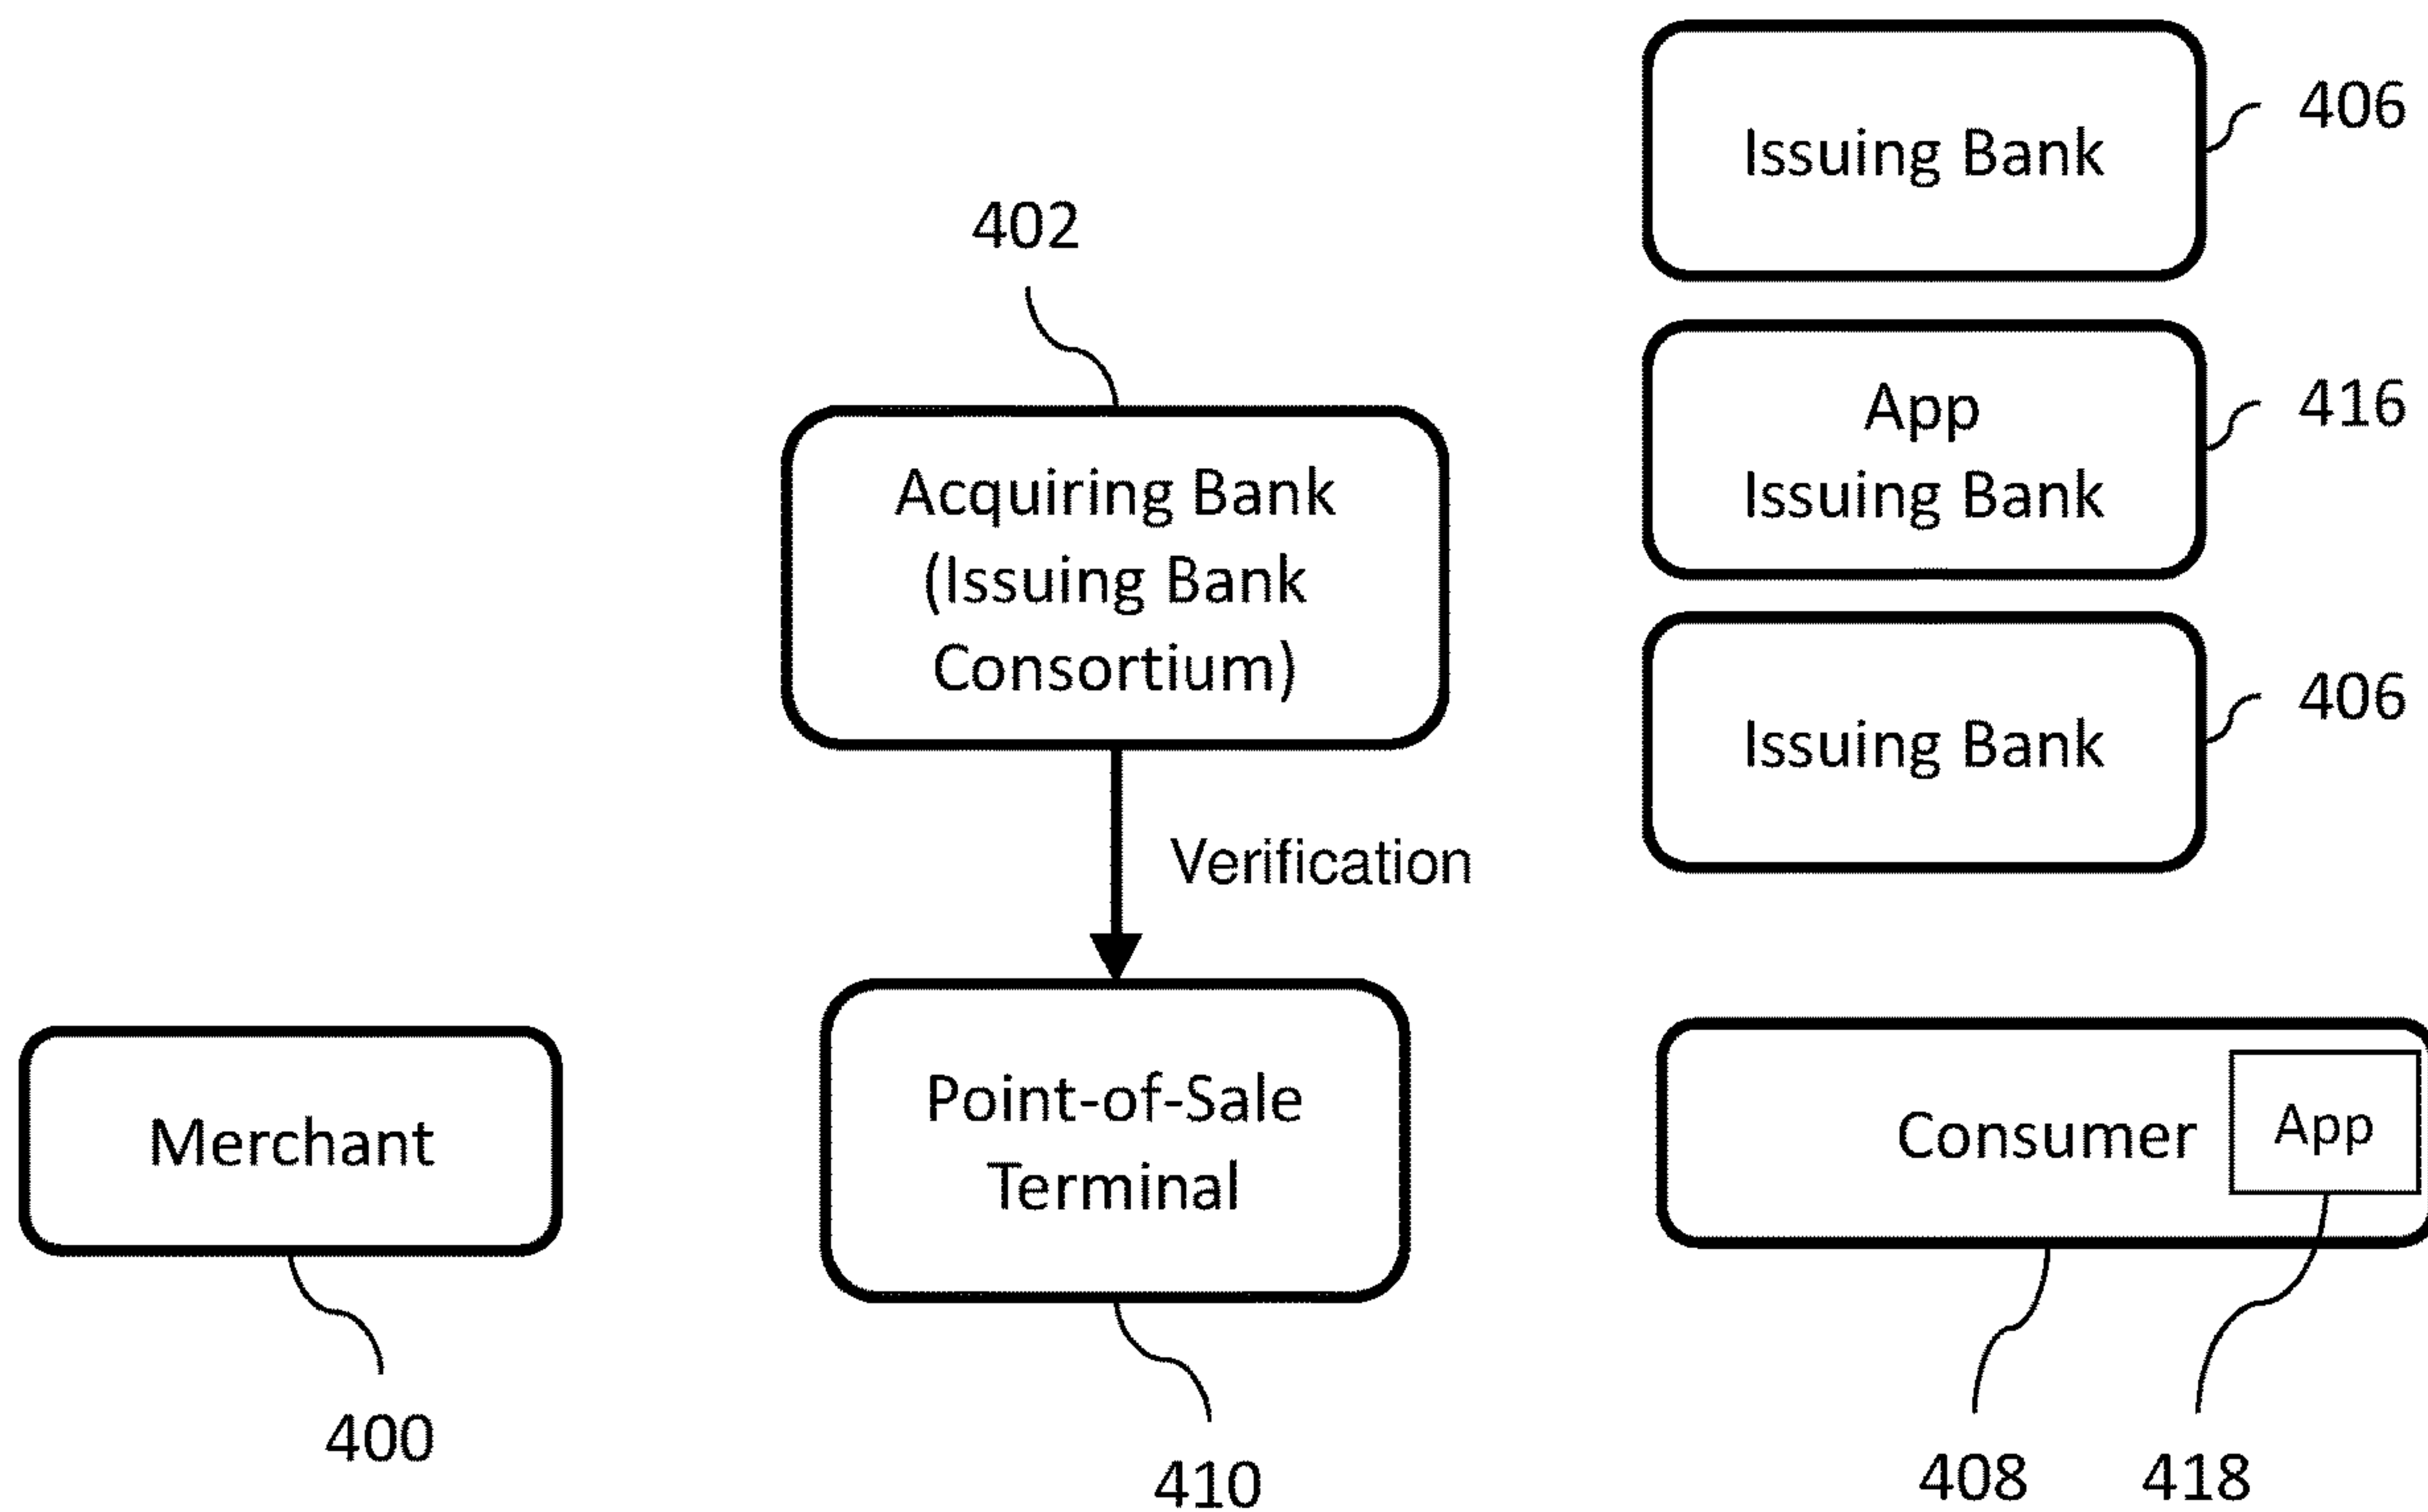 Issuing Bank
406
402
App
Issuing Bank
416
Acquiring Bank
(Issuing Bank
Consortium)
Issuing Bank
406
Verification
Merchant
400
Point-of-Sale
Terminal
410
Consumer
App
408
418